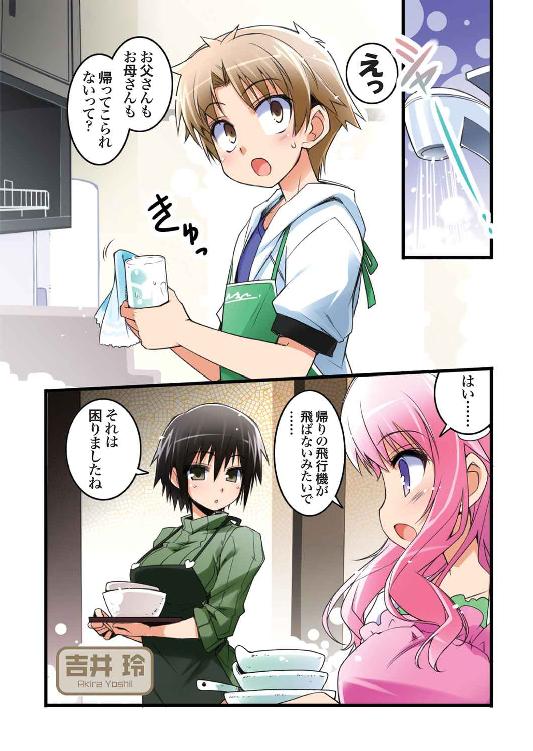 シャ
えっ
お父さんも
お母さんも
帰ってこられ
ないって？
きゅっ
はい……
帰りの飛行機が
飛ばないみたいで
……
それは
困りましたね
吉井 玲
Akira Yoshii